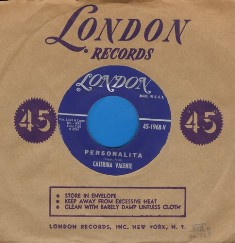 LONDON
RECORDS
LONDON
45-1968 N
45
45
PERSONALITA
CATERINA VALENTE
• STORE IN ENVELOPE
• KEEP AWAY FROM EXCESSIVE HEAT
• CLEAN WITH BARELY DAMP LINTLESS CLOTH
LONDON RECORDS, INC. NEW YORK, N. Y.